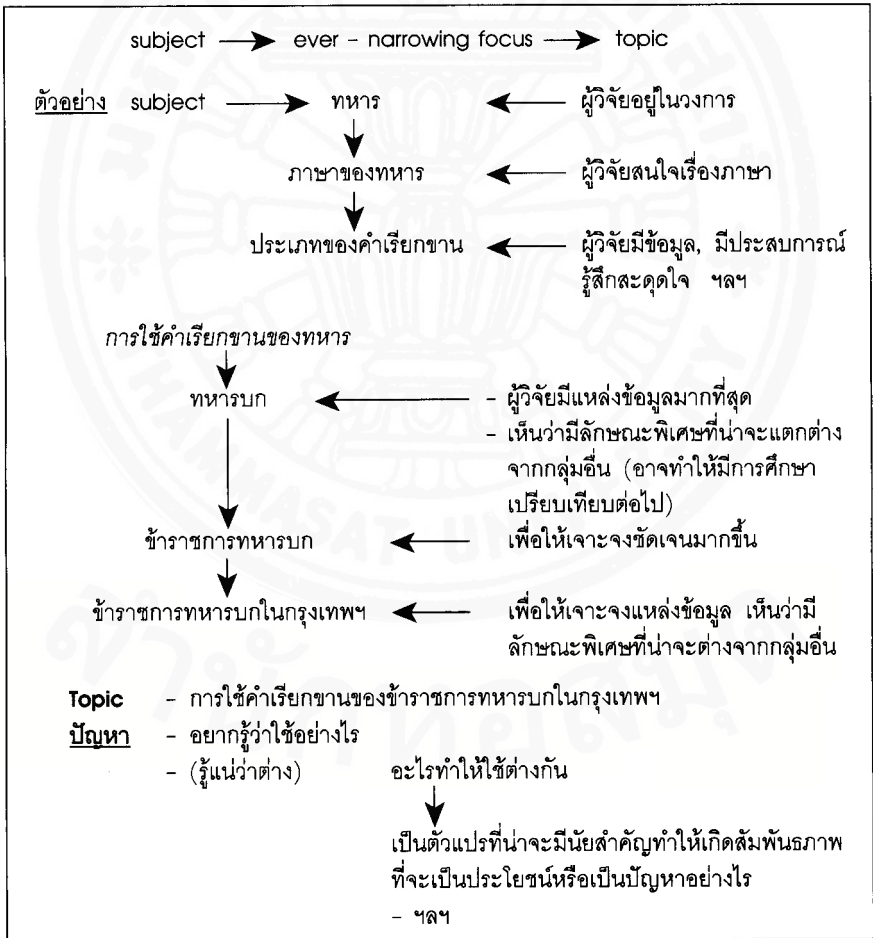 subject → ever – narrowing focus → topic
ตัวอย่าง subject → ทหาร ← ผู้วิจัยอยู่ในวงการ
ภาษาของทหาร ← ผู้วิจัยสนใจเรื่องภาษา
ประเภทของคำเรียกขาน ← ผู้วิจัยมีข้อมูล, มีประสบการณ์
รู้สึกสะดุดใจ ฯลฯ
การใช้คำเรียกขานของทหาร
ทหารบก ← - ผู้วิจัยมีแหล่งข้อมูลมากที่สุด
- เห็นว่ามีลักษณะพิเศษที่น่าจะแตกต่าง
จากกลุ่มอื่น (อาจทำให้มีการศึกษา
เปรียบเทียบต่อไป)
ข้าราชการทหารบก ← เพื่อให้เจาะจงชัดเจนมากขึ้น
ข้าราชการทหารบกในกรุงเทพฯ ← เพื่อให้เจาะจงแหล่งข้อมูล เห็นว่ามี
ลักษณะพิเศษที่น่าจะต่างจากกลุ่มอื่น
Topic - การใช้คำเรียกขานของข้าราชการทหารบกในกรุงเทพฯ
ปัญหา - อยากรู้ว่าใช้อย่างไร
- (รู้แน่ว่าต่าง) อะไรทำให้ใช้ต่างกัน
เป็นตัวแปรที่น่าจะมีนัยสำคัญทำให้เกิดสัมพันธภาพ
ที่จะเป็นประโยชน์หรือเป็นปัญหาอย่างไร
- ฯลฯ